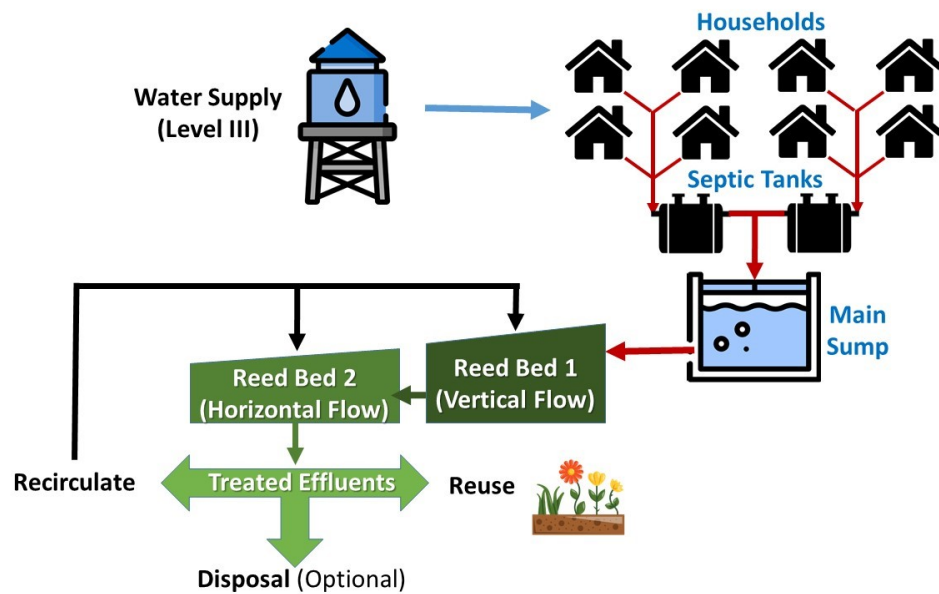 Households
Water Supply
(Level III)
Septic Tanks
Main
Sump
Reed Bed 1
(Vertical Flow)
Reed Bed 2
(Horizontal Flow)
Recirculate
Treated Effluents
Reuse
Disposal (Optional)